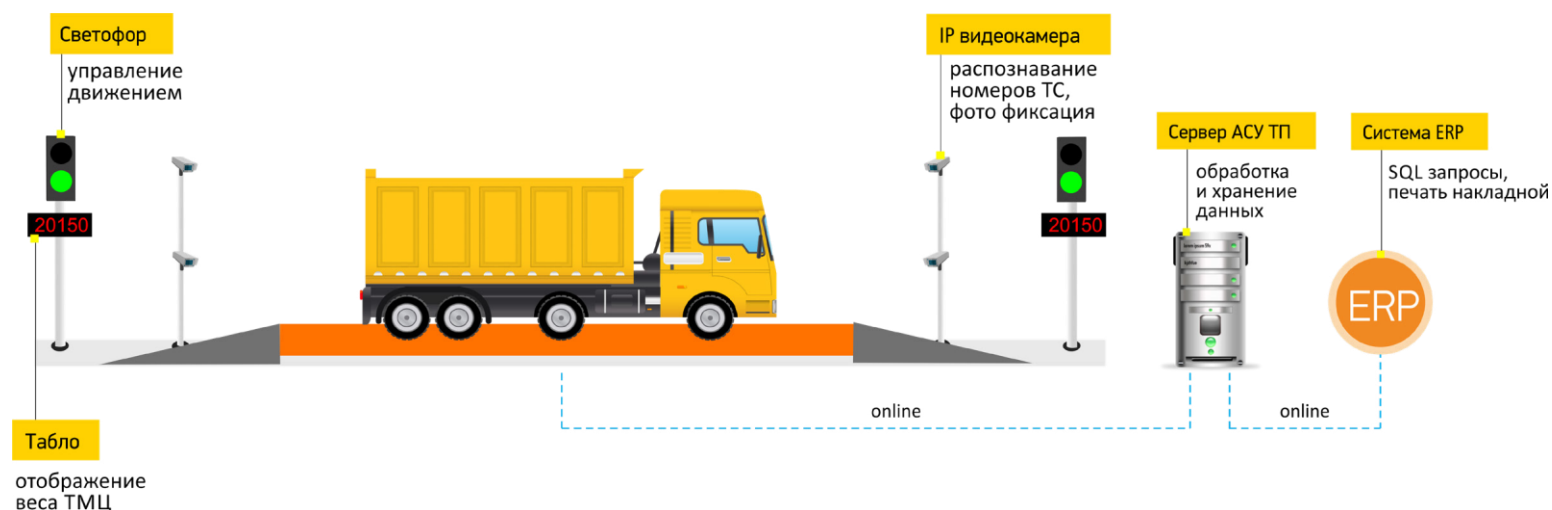 Светофор
управление
движением
20150
Табло
отображение
веса ТМЦ
IP видеокамера
распознавание
номеров ТС,
фото фиксация
20150
Сервер АСУ ТП
обработка
и хранение
данных
Система ERP
SQL запросы,
печать накладной
ERP
online
online